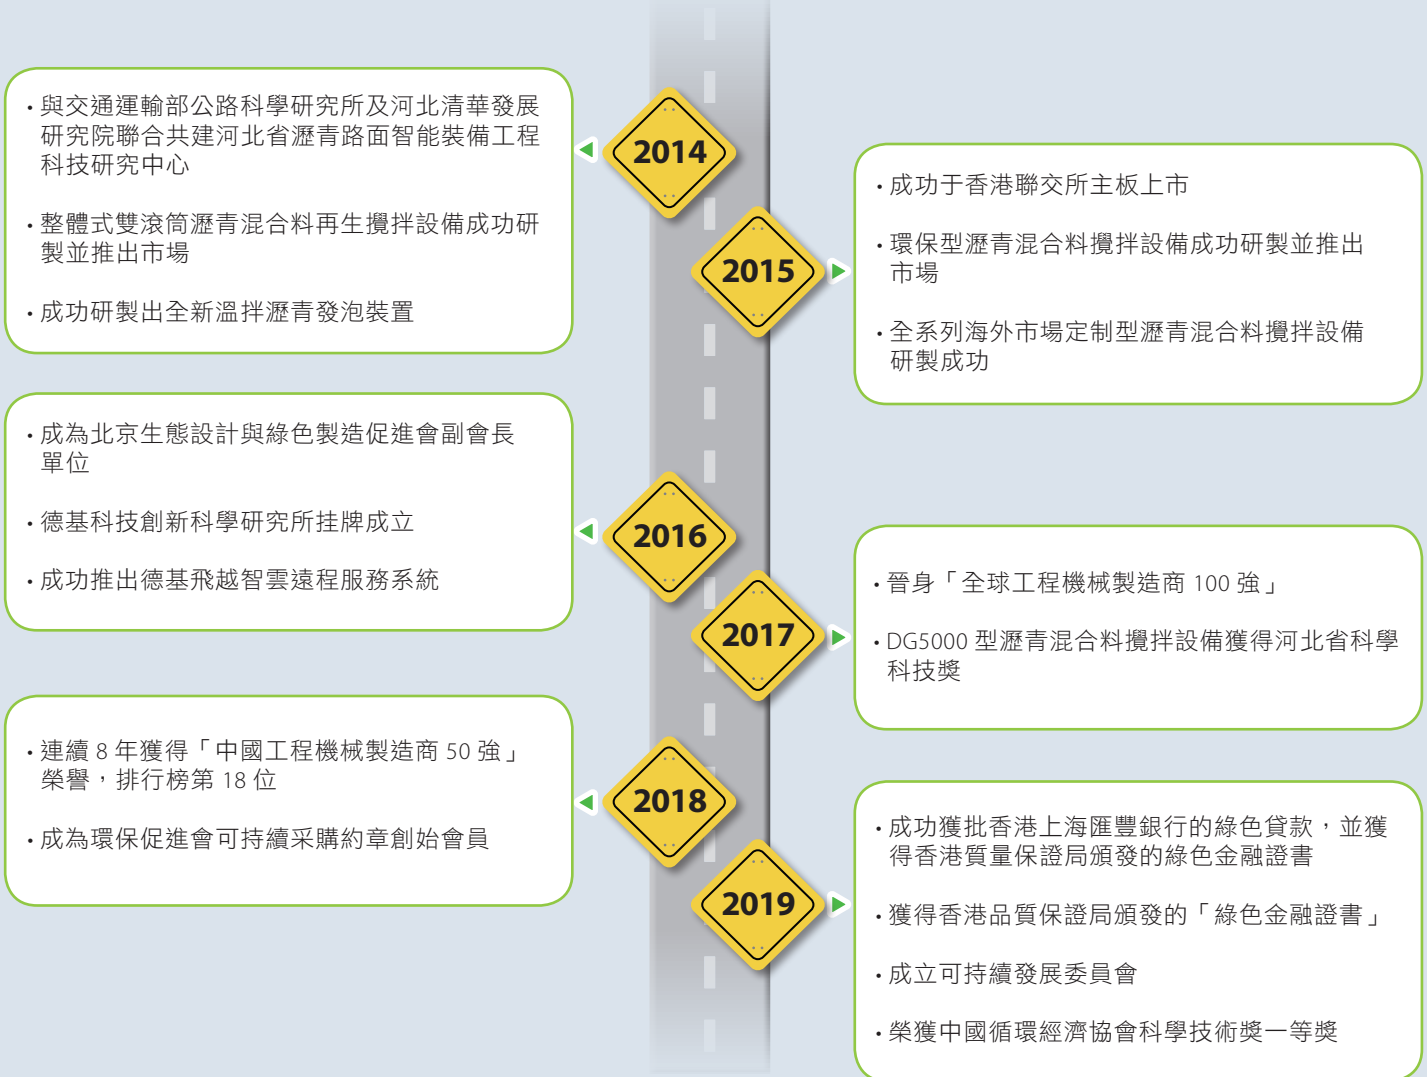 2014
• 與交通運輸部公路科學研究所及河北清華發展
研究院聯合共建河北省瀝青路面智能裝備工程
科技研究中心
• 整體式雙滾筒瀝青混合料再生攪拌設備成功研
製並推出市場
• 成功研製出全新溫拌瀝青發泡裝置
2015
• 成功于香港聯交所主板上市
• 環保型瀝青混合料攪拌設備成功研製並推出
市場
• 全系列海外市場定制型瀝青混合料攪拌設備
研製成功
2016
• 成為北京生態設計與綠色製造促進會副會長
單位
• 德基科技創新科學研究所挂牌成立
• 成功推出德基飛越智雲遠程服務系統
2017
• 晉身「全球工程機械製造商 100 強」
• DG5000 型瀝青混合料攪拌設備獲得河北省科學
科技獎
2018
• 連續 8 年獲得「中國工程機械製造商 50 強」
榮譽，排行榜第 18 位
• 成為環保促進會可持續采購約章創始會員
2019
• 成功獲批香港上海匯豐銀行的綠色貸款，並獲
得香港質量保證局頒發的綠色金融證書
• 獲得香港品質保證局頒發的「綠色金融證書」
• 成立可持續發展委員會
• 榮獲中國循環經濟協會科學技術獎一等獎